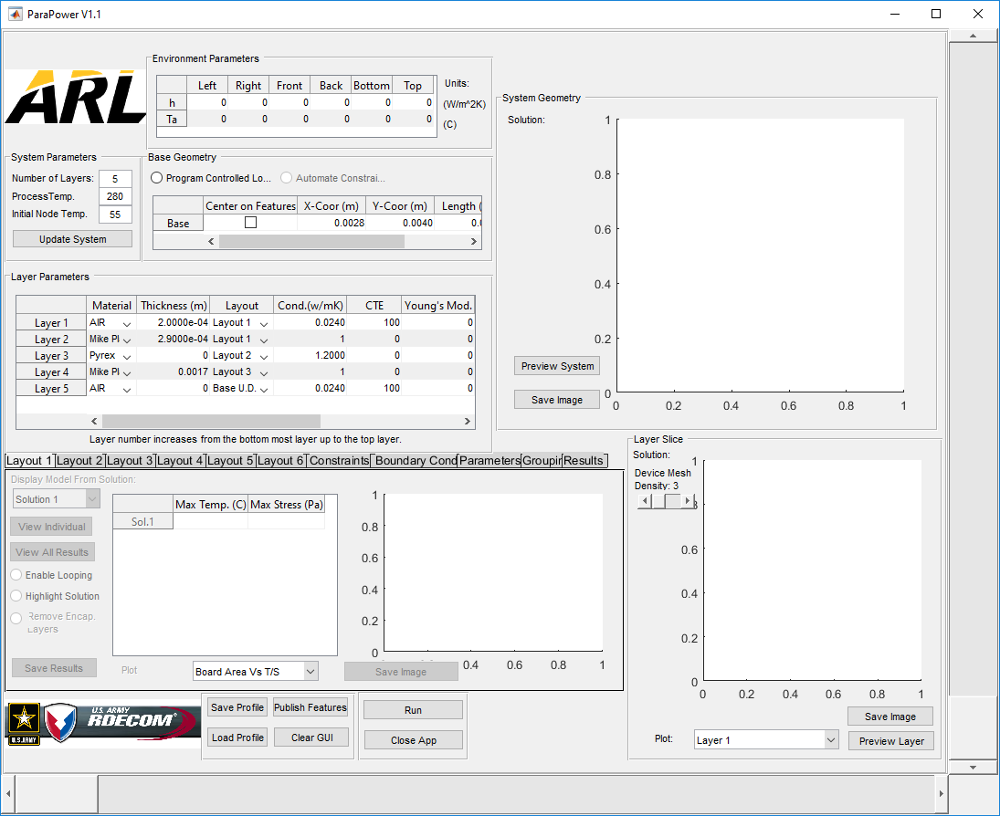 ParaPower V1.1
ARL
Environment Parameters
Left Right Front Back Bottom Top
h 0 0 0 0 0 0
Ta 0 0 0 0 0 0
Units:
(W/m^2K)
(C)
System Parameters
Number of Layers: 5
ProcessTemp. 280
Initial Node Temp. 55
Update System
Base Geometry
Program Controlled Lo... Automate Constrai...
Center on Features X-Coor (m) Y-Coor (m) Length (
Base 0.0028 0.0040 0.0
System Geometry
Solution:
1
0.8
0.6
0.4
0.2
0
0 0.2 0.4 0.6 0.8 1
Preview System
Save Image
Layer Parameters
Material Thickness (m) Layout Cond.(w/mK) CTE Young's Mod.
Layer 1 AIR 2.0000e-04 Layout 1 0.0240 100 0
Layer 2 Mike Pl 2.9000e-04 Layout 1 1 0 0
Layer 3 Pyrex 0 Layout 2 1.2000 0 0
Layer 4 Mike Pl 0.0017 Layout 3 1 0 0
Layer 5 AIR 0 Base U.D. 0.0240 100 0
Layer number increases from the bottom most layer up to the top layer.
Layout 1 Layout 2 Layout 3 Layout 4 Layout 5 Layout 6 Constraints Boundary Cond Parameters Groupin Results
Display Model From Solution:
Solution 1
View Individual
View All Results
Enable Looping
Highlight Solution
Remove Encap.
Layers
Save Results
Max Temp. (C) Max Stress (Pa)
Sol.1
Plot Board Area Vs T/S
1
0.8
0.6
0.4
0.2
0
0.4 0.6 0.8 1
Save Image
Layer Slice
Solution:
Device Mesh
Density: 3
1
8
0.6
0.4
0.2
0
0 0.2 0.4 0.6 0.8 1
Save Image
Plot: Layer 1
Preview Layer
U.S.ARMY
U.S. ARMY
RDECOM
Save Profile Publish Features
Load Profile Clear GUI
Run
Close App